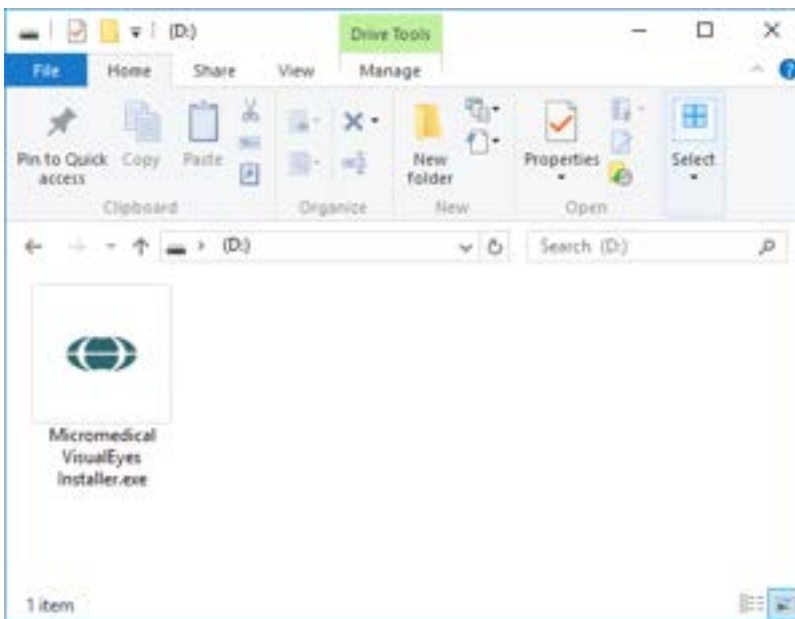 (D:)
Drive Tools
File
Home
Share
View
Manage
?
Pin to Quick
access
Copy
Paste
New
folder
Properties
Select
Clipboard
Organize
New
Open
(D:)
Search (D:)
Micromedical
VisualEyes
Installer.exe
1 item